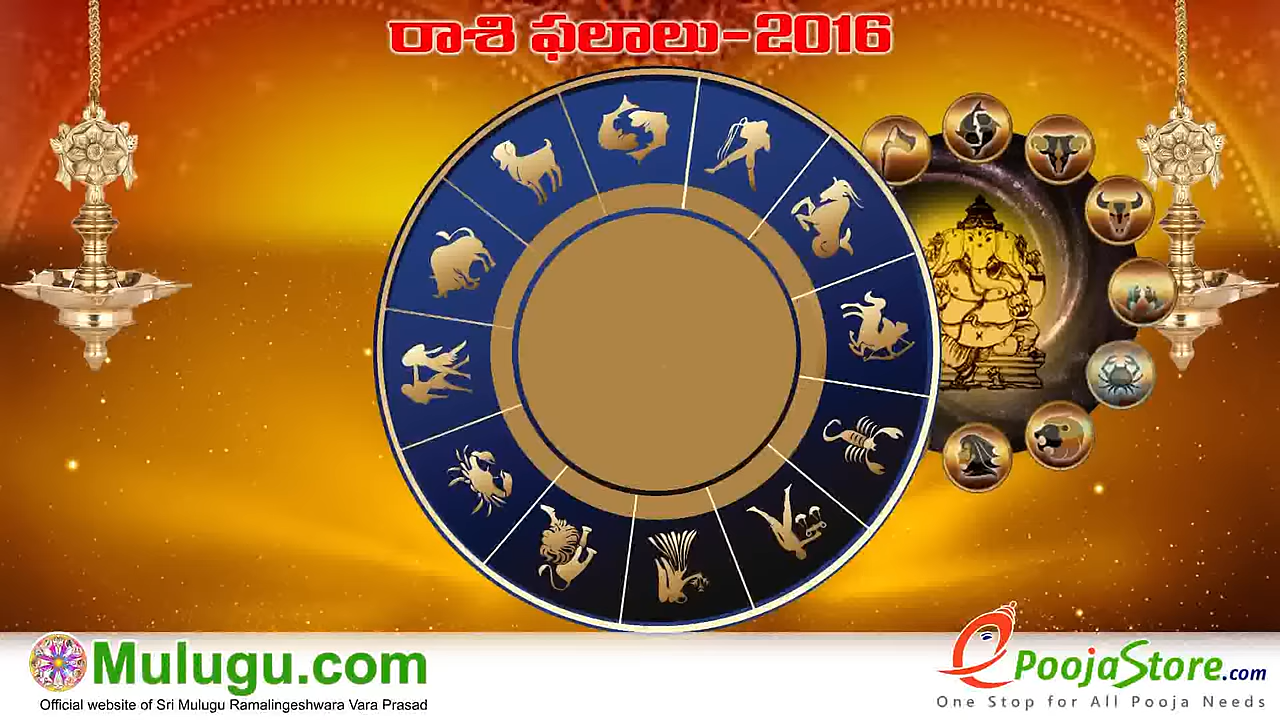 రాశి ఫలాలు-2016
Mulugu.com
Official website of Sri Mulugu Ramalingeshwara Vara Prasad
ePoojaStore.com
One Stop for All Pooja Needs